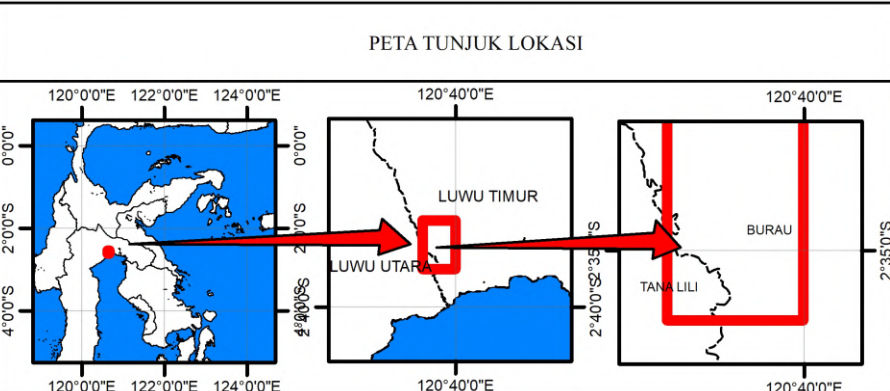 PETA TUNJUK LOKASI
120°0'0"E 122°0'0"E 124°0'0"E
120°40'0"E
120°40'0"E
0°0'0"
2°0'0"S
4°0'0"S
0°0'0"
2°0'0"S
4°0'0"S
LUWU TIMUR
LUWU UTARA
2°35'0"S
2°40'0"S
BURAU
TANA LILI
2°35'0"S
120°0'0"E 122°0'0"E 124°0'0"E
120°40'0"E
120°40'0"E